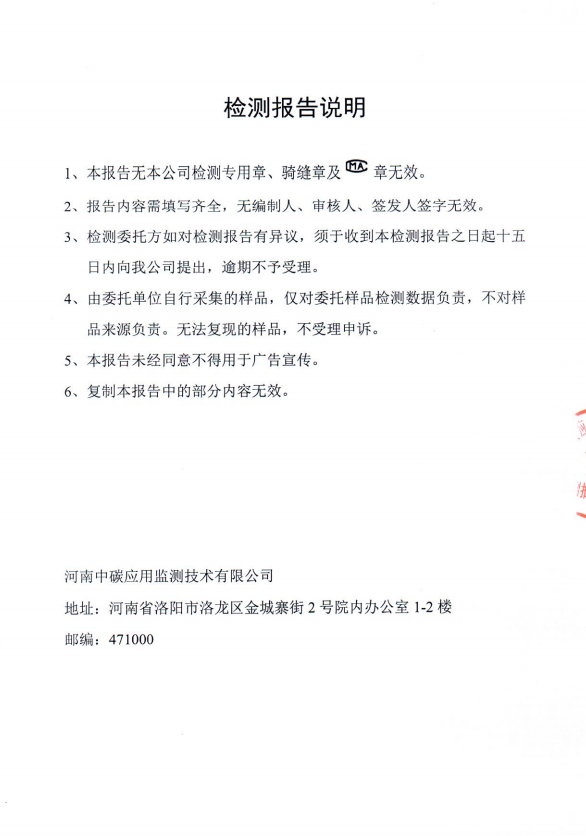 检测报告说明
1、本报告无本公司检测专用章、骑缝章及 MA 章无效。
2、报告内容需填写齐全，无编制人、审核人、签发人签字无效。
3、检测委托方如对检测报告有异议，须于收到本检测报告之日起十五
日内向我公司提出，逾期不予受理。
4、由委托单位自行采集的样品，仅对委托样品检测数据负责，不对样
品来源负责。无法复现的样品，不受理申诉。
5、本报告未经同意不得用于广告宣传。
6、复制本报告中的部分内容无效。
河南中碳应用监测技术有限公司
地址：河南省洛阳市洛龙区金城寨街 2 号院内办公室 1-2 楼
邮编：471000